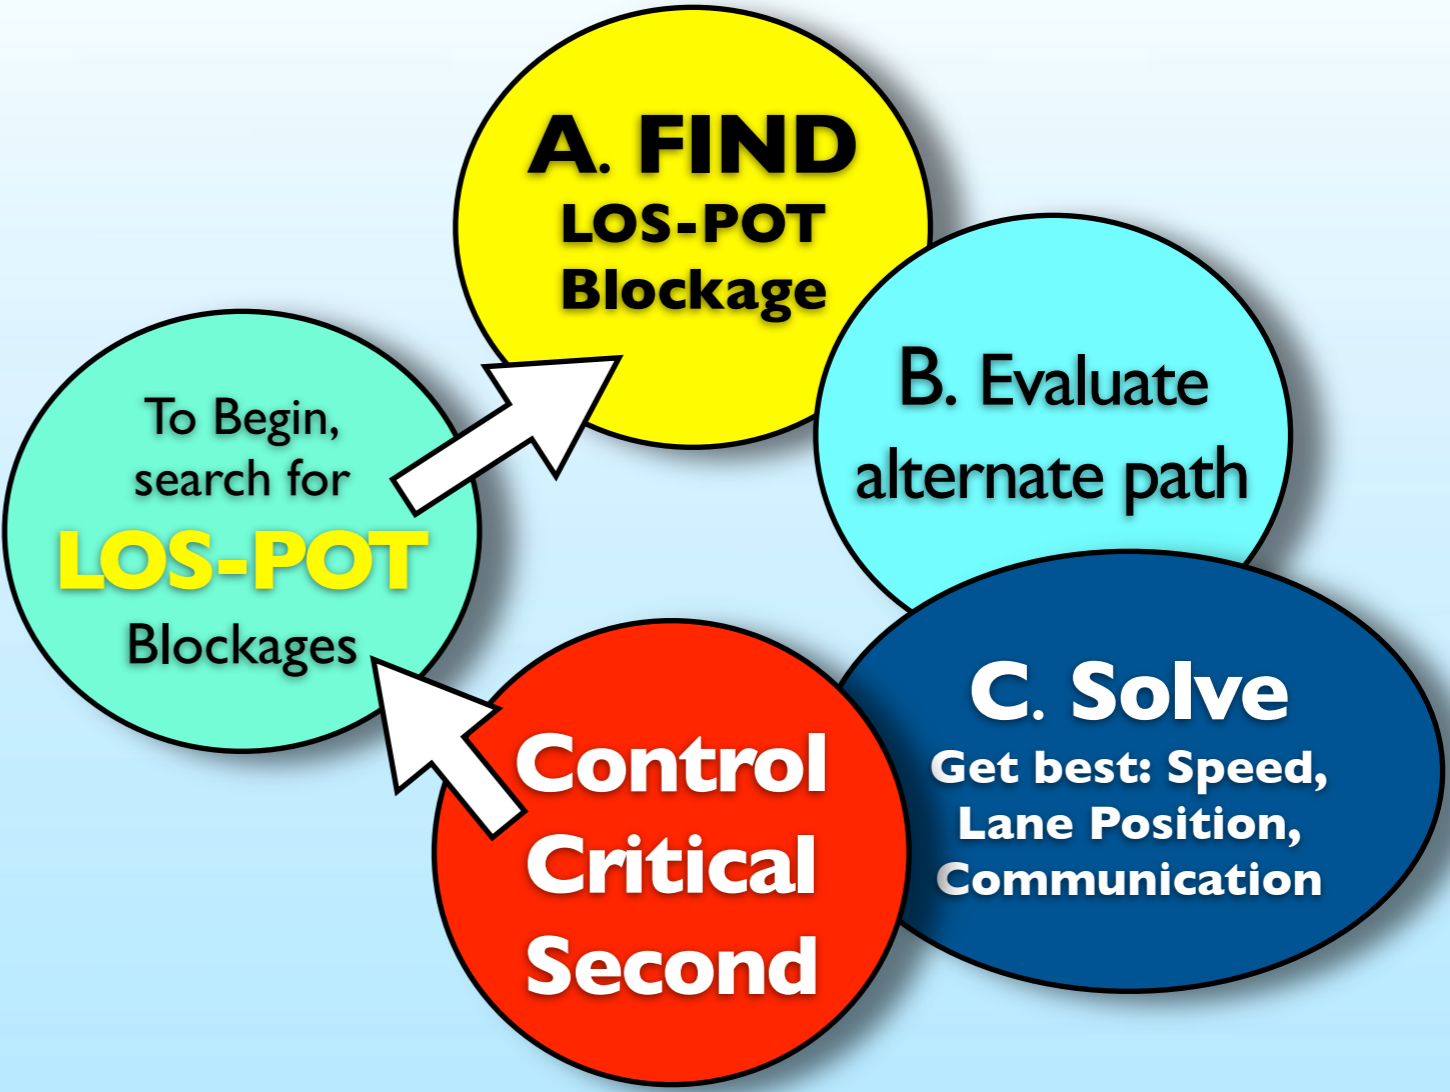 To Begin,
search for
LOS-POT
Blockages
A. FIND
LOS-POT
Blockage
B. Evaluate
alternate path
C. Solve
Get best: Speed,
Lane Position,
Communication
Control
Critical
Second